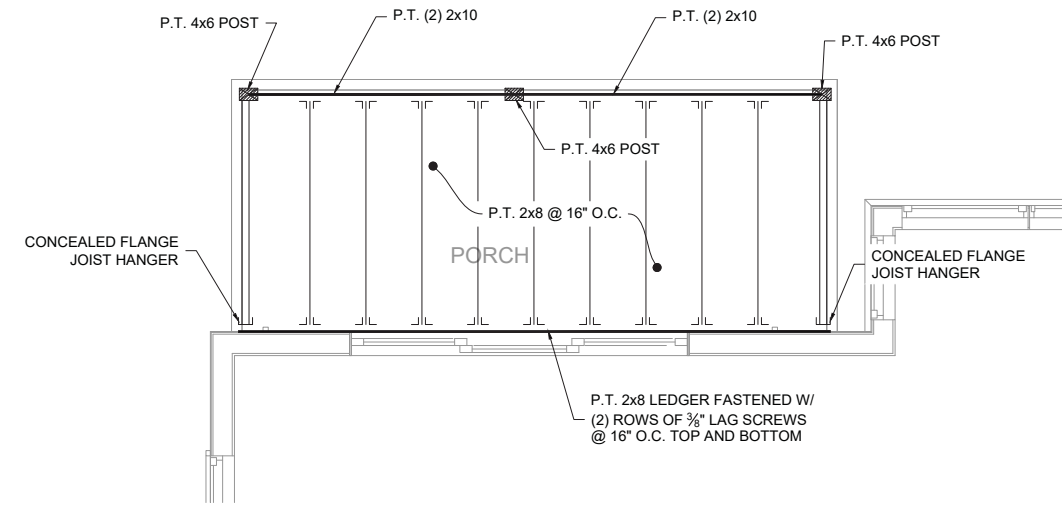 P.T. 4x6 POST
P.T. (2) 2x10
P.T. (2) 2x10
P.T. 4x6 POST
P.T. 4x6 POST
P.T. 2x8 @ 16" O.C.
CONCEALED FLANGE
JOIST HANGER
PORCH
CONCEALED FLANGE
JOIST HANGER
P.T. 2x8 LEDGER FASTENED W/
(2) ROWS OF ⅜" LAG SCREWS
@ 16" O.C. TOP AND BOTTOM